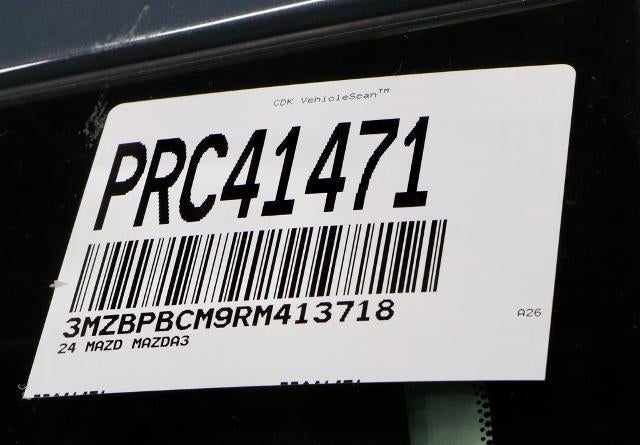 CDK VehicleScan™
PRC41471
3MZBPBCM9RM413718
A26
24 MAZD MAZDA3